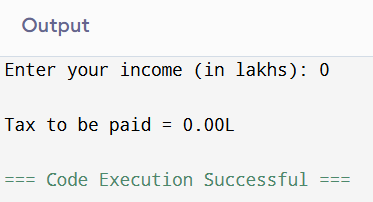 Output
Enter your income (in lakhs): 0
Tax to be paid = 0.00L
=== Code Execution Successful ===